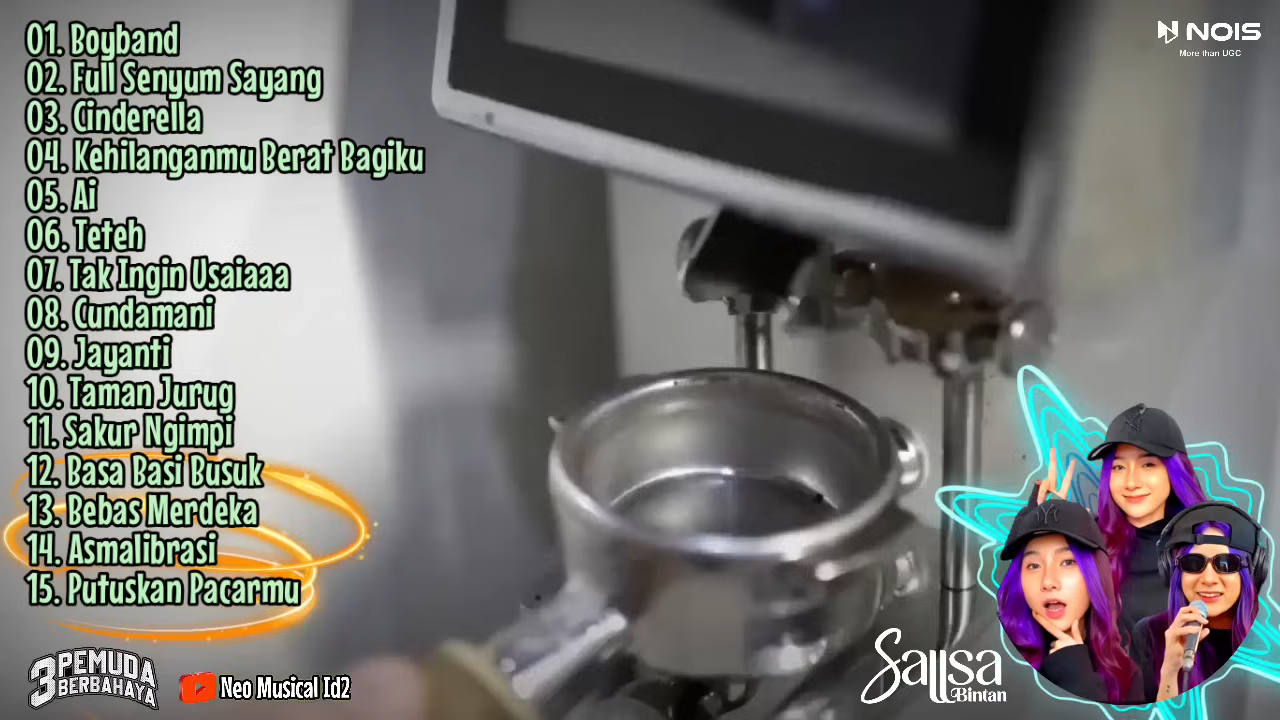 01. Boyband
02. Full Senyum Sayang
03. Cinderella
04. Kehilanganmu Berat Bagiku
05. Ai
06. Teteh
07. Tak Ingin Usaiaaa
08. Cundamani
09. Jayanti
10. Taman Jurug
11. Sakur Ngimpi
12. Basa Basi Busuk
13. Bebas Merdeka
14. Asmalibrasi
15. Putuskan Pacarmu
3 PEMUDA
BERBAHAYA
Neo Musical Id2
NOIS
More than UGC
Sallsa
Bintan